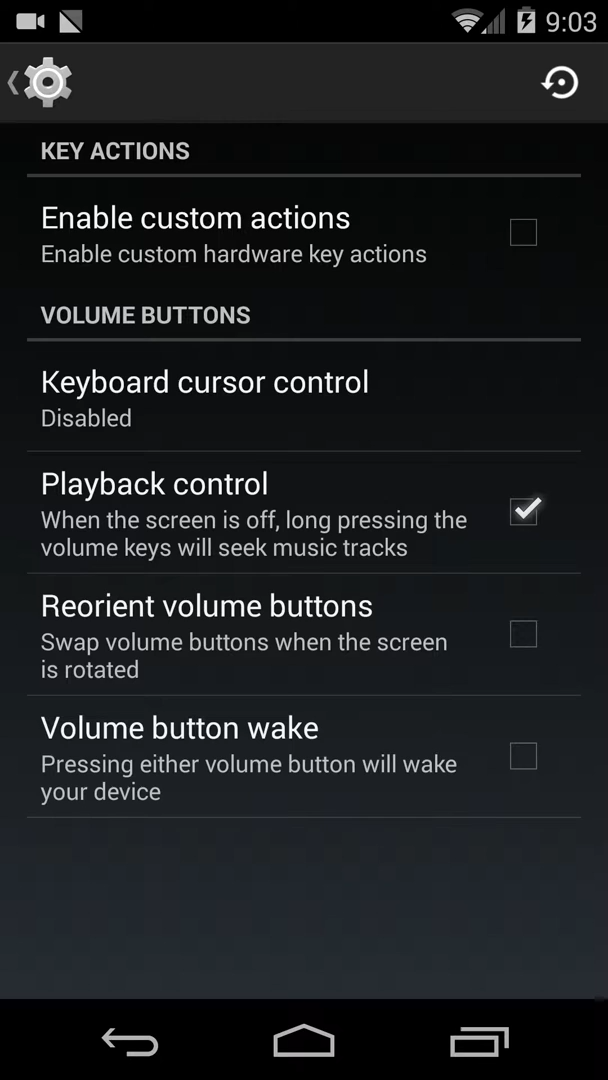 9:03
KEY ACTIONS
Enable custom actions
Enable custom hardware key actions
VOLUME BUTTONS
Keyboard cursor control
Disabled
Playback control
When the screen is off, long pressing the
volume keys will seek music tracks
Reorient volume buttons
Swap volume buttons when the screen
is rotated
Volume button wake
Pressing either volume button will wake
your device